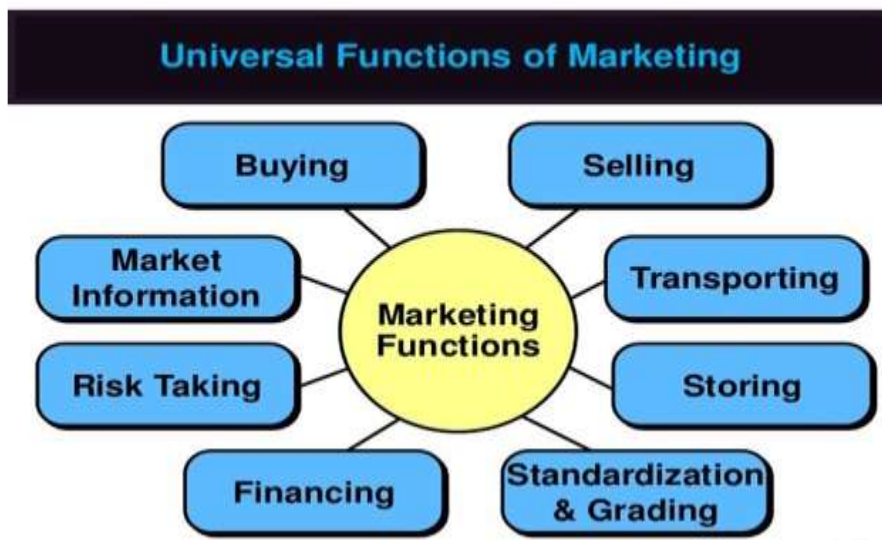 Universal Functions of Marketing
Buying
Selling
Market
Information
Transporting
Marketing
Functions
Risk Taking
Storing
Financing
Standardization
& Grading